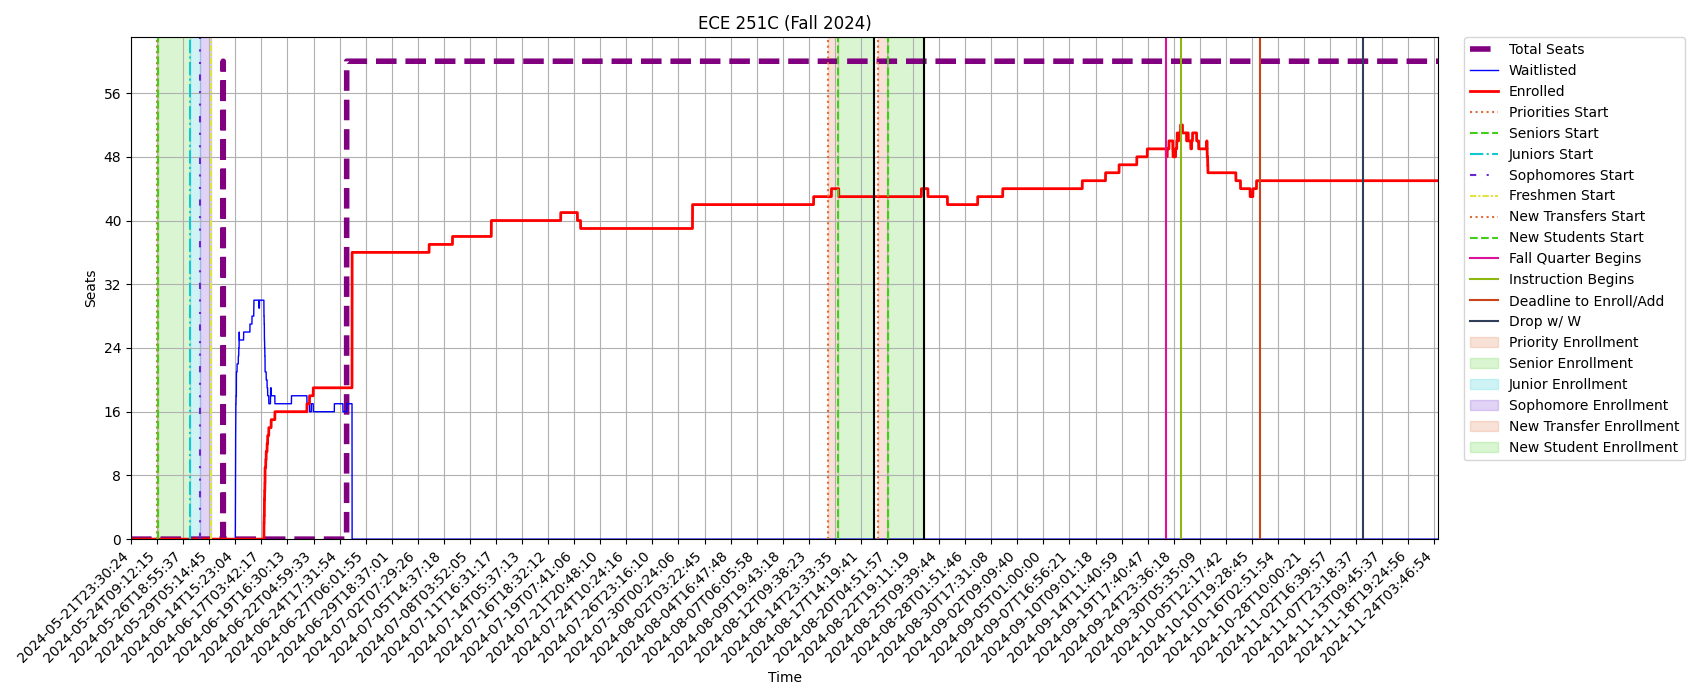 ECE 251C (Fall 2024)
Seats
56
48
40
32
24
16
8
0
2024-05-21T23:30:24
2024-05-24T09:12:15
2024-05-26T18:55:37
2024-05-29T05:14:45
2024-06-14T15:23:04
2024-06-17T03:42:17
2024-06-19T16:30:13
2024-06-22T04:59:33
2024-06-24T17:31:54
2024-06-27T06:01:55
2024-06-29T18:37:01
2024-07-02T07:29:26
2024-07-05T14:37:18
2024-07-08T03:52:05
2024-07-11T16:31:17
2024-07-14T05:37:13
2024-07-16T18:32:12
2024-07-19T07:41:06
2024-07-21T20:48:10
2024-07-24T10:24:16
2024-07-26T23:16:10
2024-07-30T00:24:06
2024-08-02T03:22:45
2024-08-04T16:47:48
2024-08-07T06:05:58
2024-08-09T19:43:18
2024-08-12T09:38:23
2024-08-14T23:33:35
2024-08-17T14:19:41
2024-08-20T04:51:57
2024-08-22T19:11:19
2024-08-25T09:39:44
2024-08-28T01:51:46
2024-08-30T17:31:08
2024-09-02T09:09:40
2024-09-05T01:00:00
2024-09-07T16:56:21
2024-09-10T09:01:18
2024-09-14T11:40:59
2024-09-19T17:40:47
2024-09-24T23:36:18
2024-09-30T05:35:09
2024-10-05T12:17:42
2024-10-10T19:28:45
2024-10-16T02:51:54
2024-10-28T10:00:21
2024-11-02T16:39:57
2024-11-07T23:18:37
2024-11-13T09:45:37
2024-11-18T19:24:56
2024-11-24T03:46:54
Time
Total Seats
Waitlisted
Enrolled
Priorities Start
Seniors Start
Juniors Start
Sophomores Start
Freshmen Start
New Transfers Start
New Students Start
Fall Quarter Begins
Instruction Begins
Deadline to Enroll/Add
Drop w/ W
Priority Enrollment
Senior Enrollment
Junior Enrollment
Sophomore Enrollment
New Transfer Enrollment
New Student Enrollment